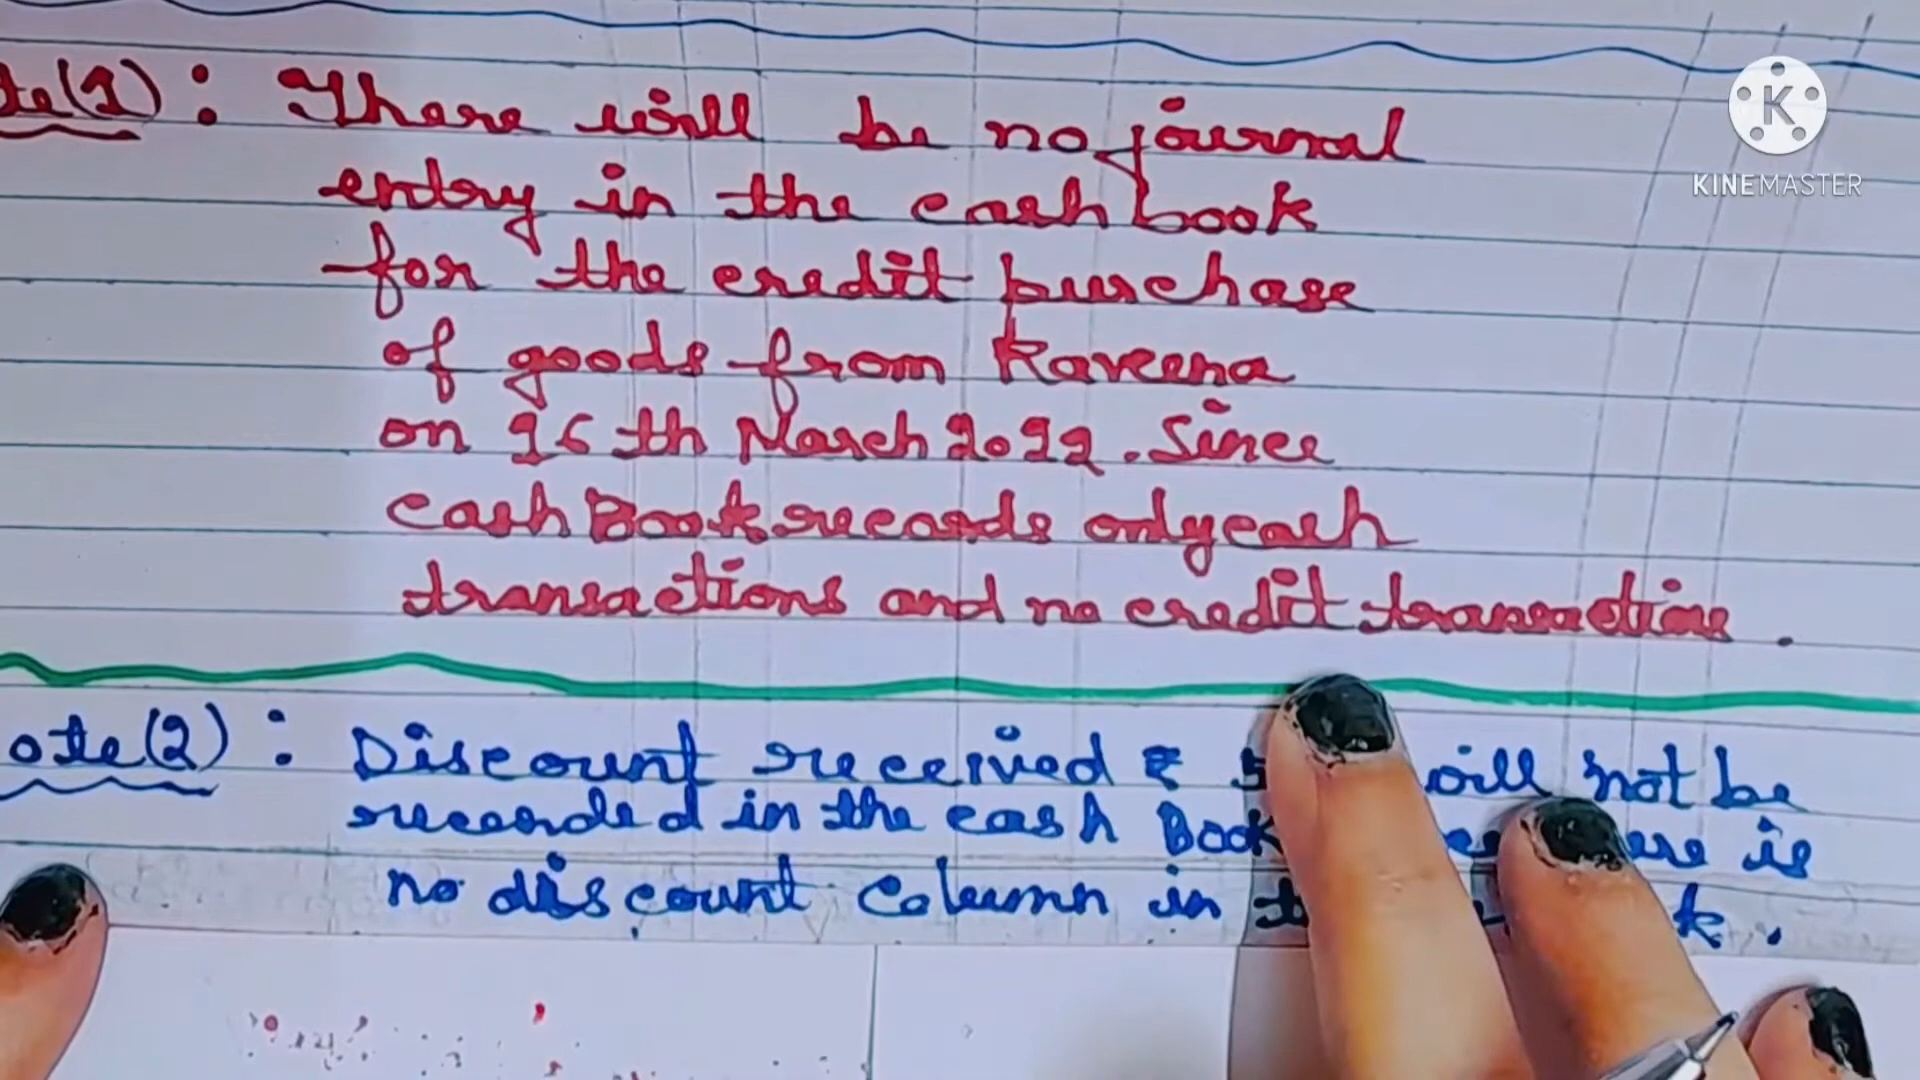 te(1) : There will be no journal
entry in the cash book
for the credit purchase
of goods from Raveena
on 16th March 2022. Since
cash Book records only cash
transactions and no credit transactions.
ote(2) : Discount received ₹ will not be
recorded in the cash Book is
no discount column in
K
KINEMASTER